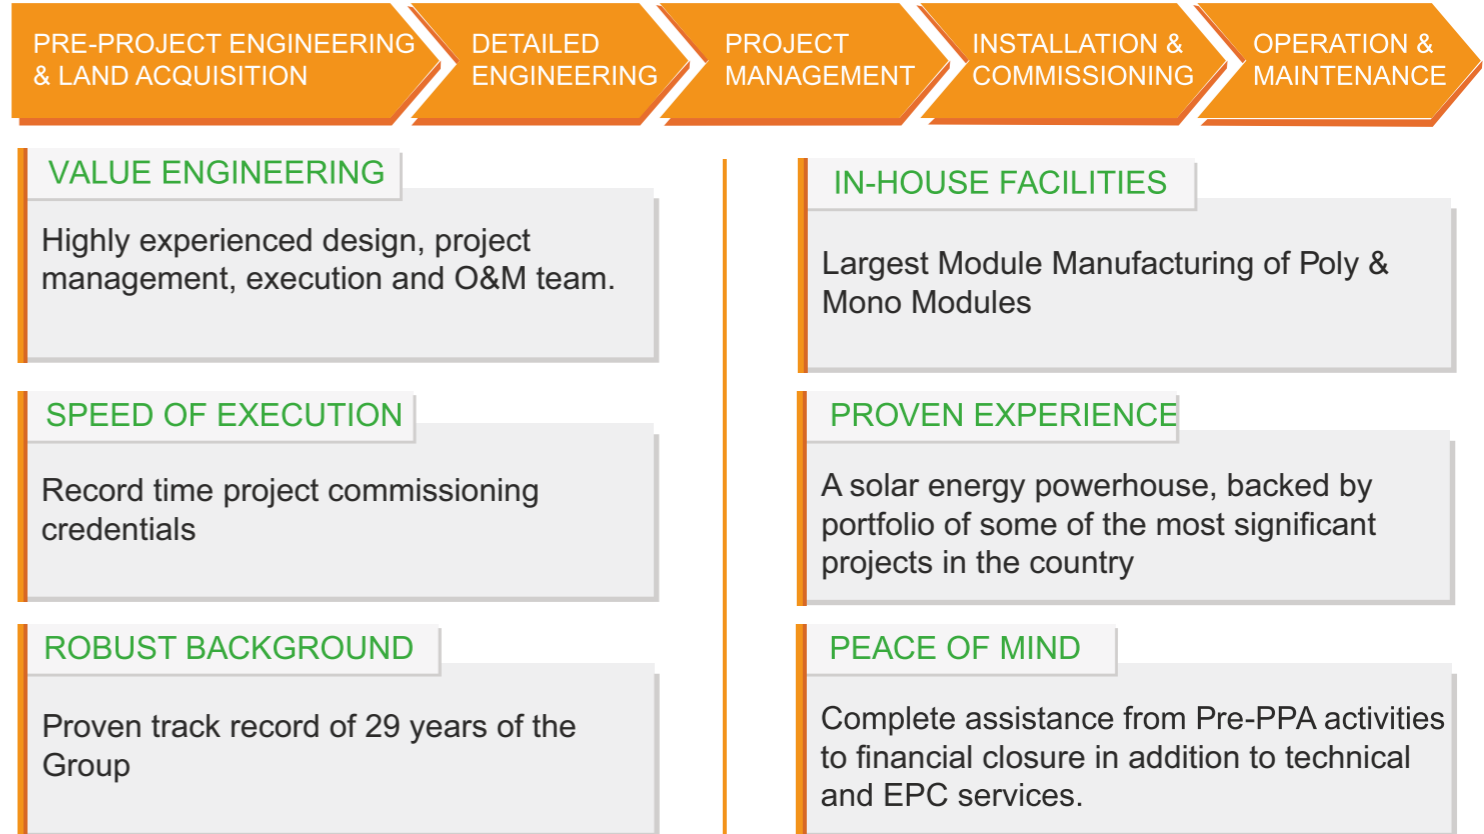 PRE-PROJECT ENGINEERING
& LAND ACQUISITION
DETAILED
ENGINEERING
PROJECT
MANAGEMENT
INSTALLATION &
COMMISSIONING
OPERATION &
MAINTENANCE
VALUE ENGINEERING
Highly experienced design, project
management, execution and O&M team.
SPEED OF EXECUTION
Record time project commissioning
credentials
ROBUST BACKGROUND
Proven track record of 29 years of the
Group
IN-HOUSE FACILITIES
Largest Module Manufacturing of Poly &
Mono Modules
PROVEN EXPERIENCE
A solar energy powerhouse, backed by
portfolio of some of the most significant
projects in the country
PEACE OF MIND
Complete assistance from Pre-PPA activities
to financial closure in addition to technical
and EPC services.